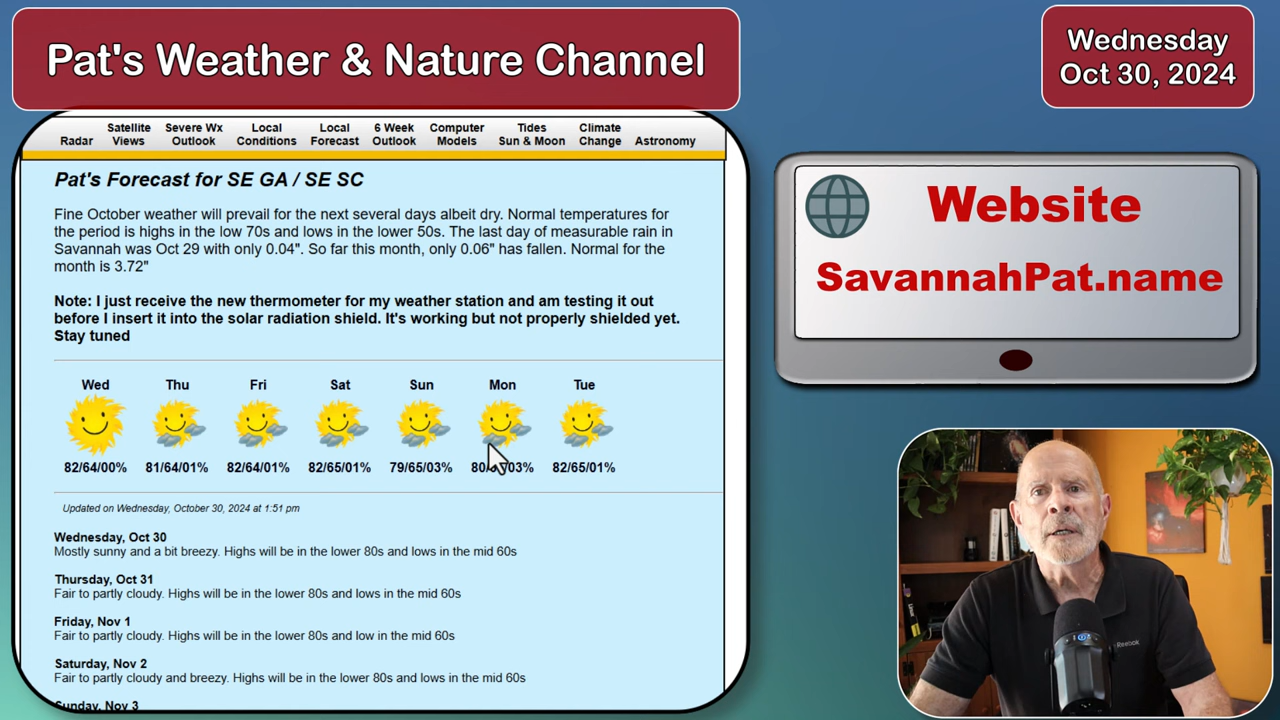 Pat's Weather & Nature Channel
Wednesday
Oct 30, 2024
Radar
Satellite
Views
Severe Wx
Outlook
Local
Conditions
Local
Forecast
6 Week
Outlook
Computer
Models
Tides
Sun & Moon
Climate
Change
Astronomy
Pat's Forecast for SE GA / SE SC
Fine October weather will prevail for the next several days albeit dry. Normal temperatures for
the period is highs in the low 70s and lows in the lower 50s. The last day of measurable rain in
Savannah was Oct 29 with only 0.04". So far this month, only 0.06" has fallen. Normal for the
month is 3.72"
Note: I just receive the new thermometer for my weather station and am testing it out
before I insert it into the solar radiation shield. It's working but not properly shielded yet.
Stay tuned
Wed Thu Fri Sat Sun Mon Tue
82/64/00% 81/64/01% 82/64/01% 82/65/01% 79/65/03% 80/ /03% 82/65/01%
Updated on Wednesday, October 30, 2024 at 1:51 pm
Wednesday, Oct 30
Mostly sunny and a bit breezy. Highs will be in the lower 80s and lows in the mid 60s
Thursday, Oct 31
Fair to partly cloudy. Highs will be in the lower 80s and lows in the mid 60s
Friday, Nov 1
Fair to partly cloudy. Highs will be in the lower 80s and low in the mid 60s
Saturday, Nov 2
Fair to partly cloudy and breezy. Highs will be in the lower 80s and lows in the mid 60s
Sunday, Nov 3
Website
SavannahPat.name
Reebok